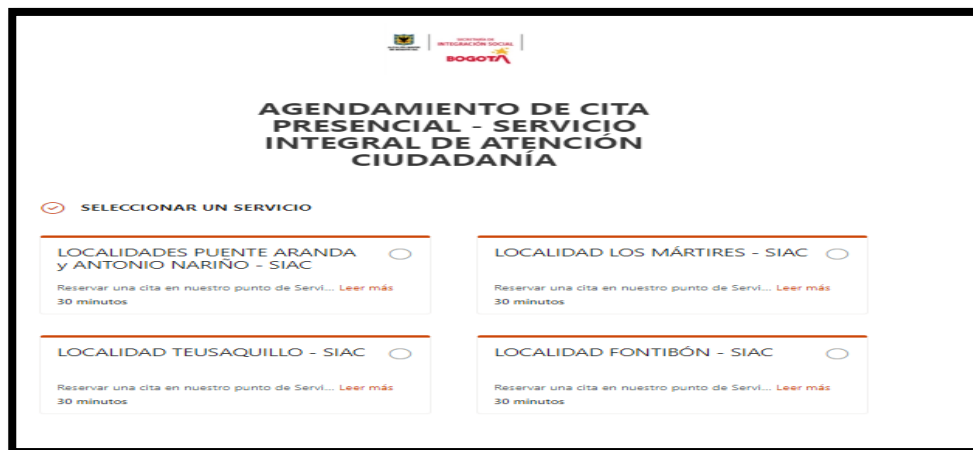 SECRETARÍA DE
INTEGRACIÓN SOCIAL
BOGOTÁ
AGENDAMIENTO DE CITA
PRESENCIAL - SERVICIO
INTEGRAL DE ATENCIÓN
CIUDADANÍA
SELECCIONAR UN SERVICIO
LOCALIDADES PUENTE ARANDA
y ANTONIO NARIÑO - SIAC
Reservar una cita en nuestro punto de Servi... Leer más
30 minutos
LOCALIDAD LOS MÁRTIRES - SIAC
Reservar una cita en nuestro punto de Servi... Leer más
30 minutos
LOCALIDAD TEUSAQUILLO - SIAC
Reservar una cita en nuestro punto de Servi... Leer más
30 minutos
LOCALIDAD FONTIBÓN - SIAC
Reservar una cita en nuestro punto de Servi... Leer más
30 minutos